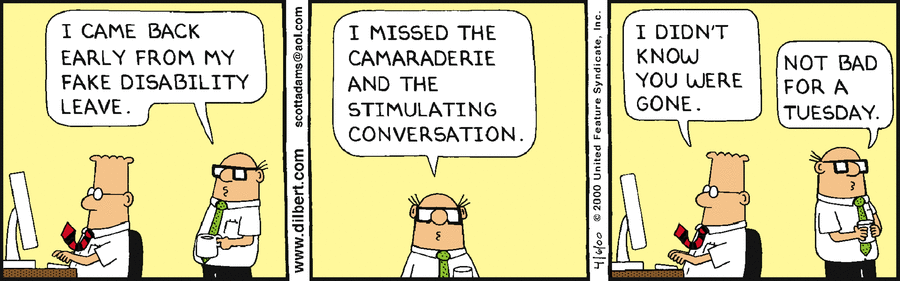 I CAME BACK
EARLY FROM MY
FAKE DISABILITY
LEAVE.
www.dilbert.com
scottadams@aol.com
I MISSED THE
CAMARADERIE
AND THE
STIMULATING
CONVERSATION.
4/6/00 © 2000 United Feature Syndicate, Inc.
I DIDN'T
KNOW
YOU WERE
GONE.
NOT BAD
FOR A
TUESDAY.